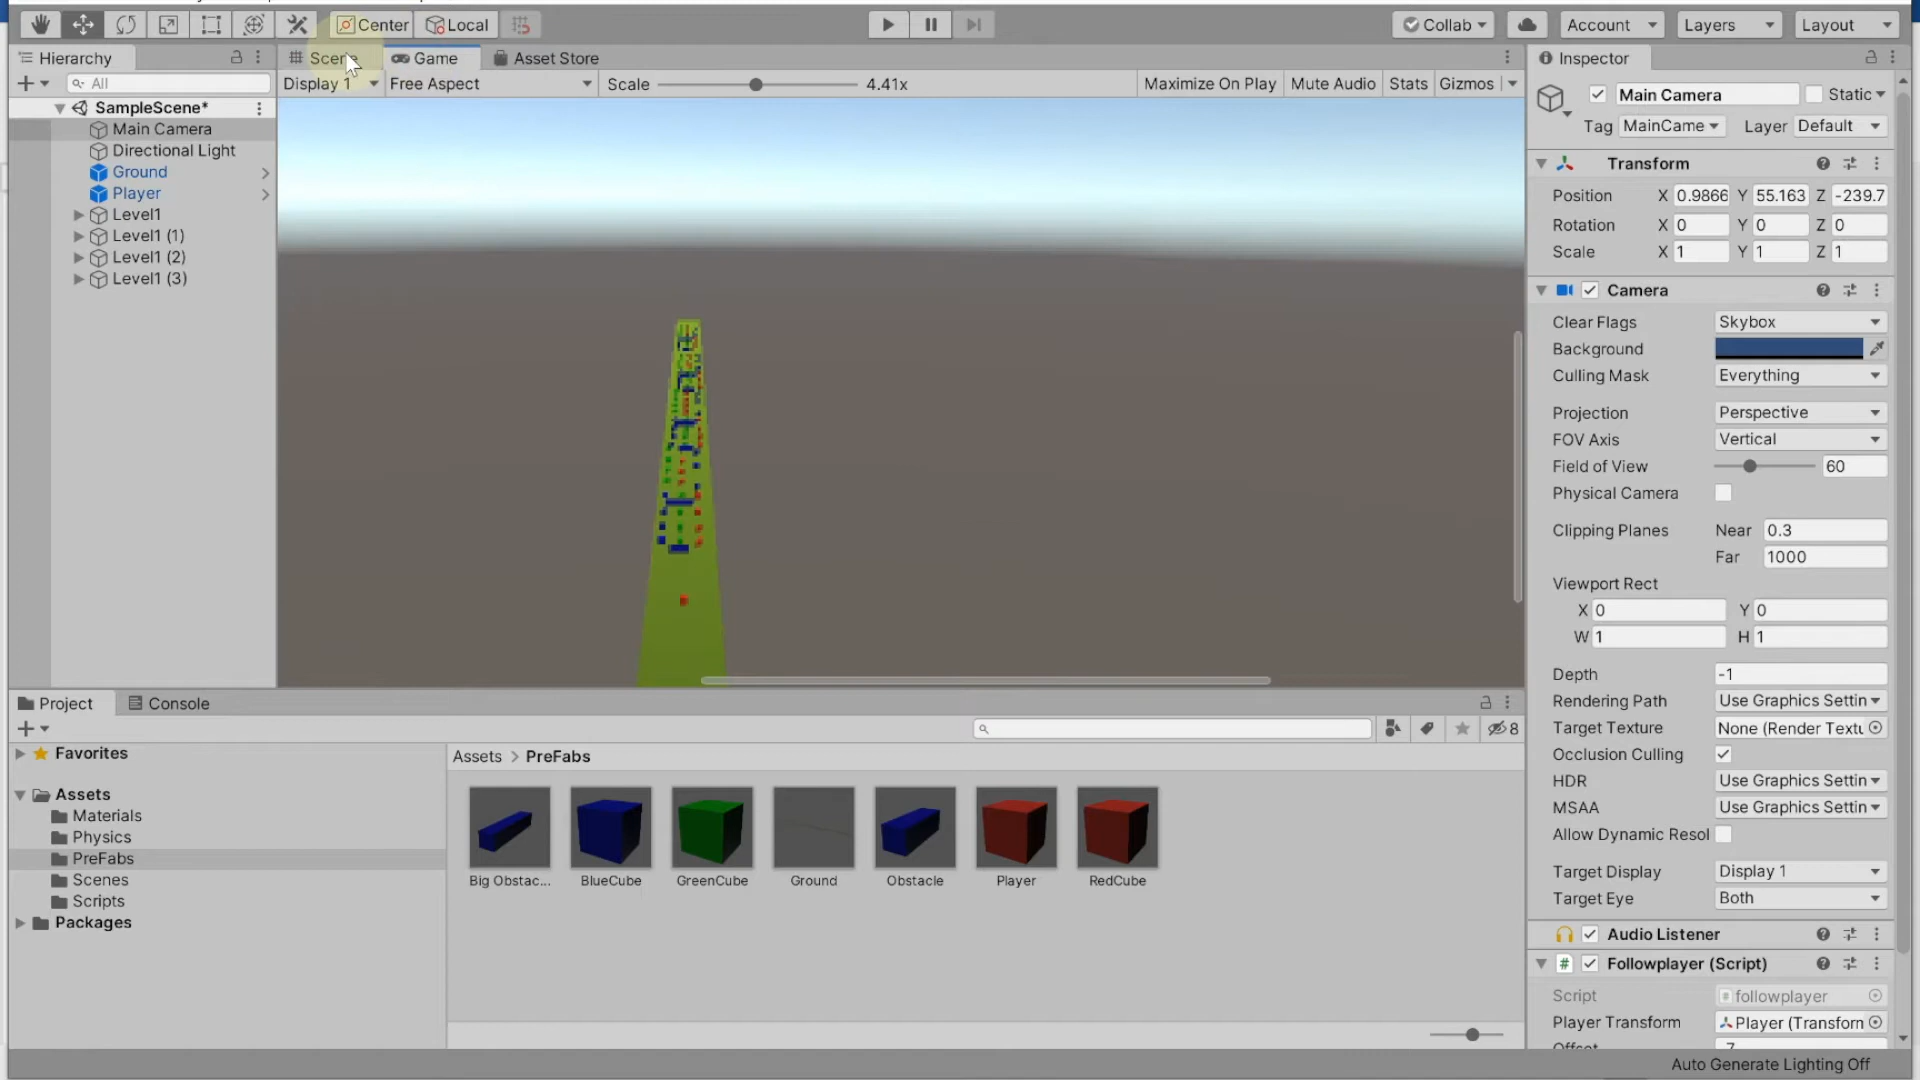 Center
Local
Collab
Account
Layers
Layout
Hierarchy
Scene
Game
Asset Store
Inspector
All
Display 1
Free Aspect
Scale
4.41x
Maximize On Play
Mute Audio
Stats
Gizmos
SampleScene*
Main Camera
Directional Light
Ground
Player
Level1
Level1 (1)
Level1 (2)
Level1 (3)
Main Camera
Static
Tag MainCame Layer Default
Transform
Position X 0.9866 Y 55.163 Z -239.7
Rotation X 0 Y 0 Z 0
Scale X 1 Y 1 Z 1
Camera
Clear Flags Skybox
Background
Culling Mask Everything
Projection Perspective
FOV Axis Vertical
Field of View 60
Physical Camera
Clipping Planes Near 0.3
Far 1000
Viewport Rect
X 0 Y 0
W 1 H 1
Depth -1
Rendering Path Use Graphics Settin
Target Texture None (Render Textu
Occlusion Culling
HDR Use Graphics Settin
MSAA Use Graphics Settin
Allow Dynamic Resol
Target Display Display 1
Target Eye Both
Audio Listener
# Followplayer (Script)
Script followplayer
Player Transform Player (Transforn
Project
Console
8
Favorites
Assets
Materials
Physics
PreFabs
Scenes
Scripts
Packages
Assets > PreFabs
Big Obstac...
BlueCube
GreenCube
Ground
Obstacle
Player
RedCube
Auto Generate Lighting Off